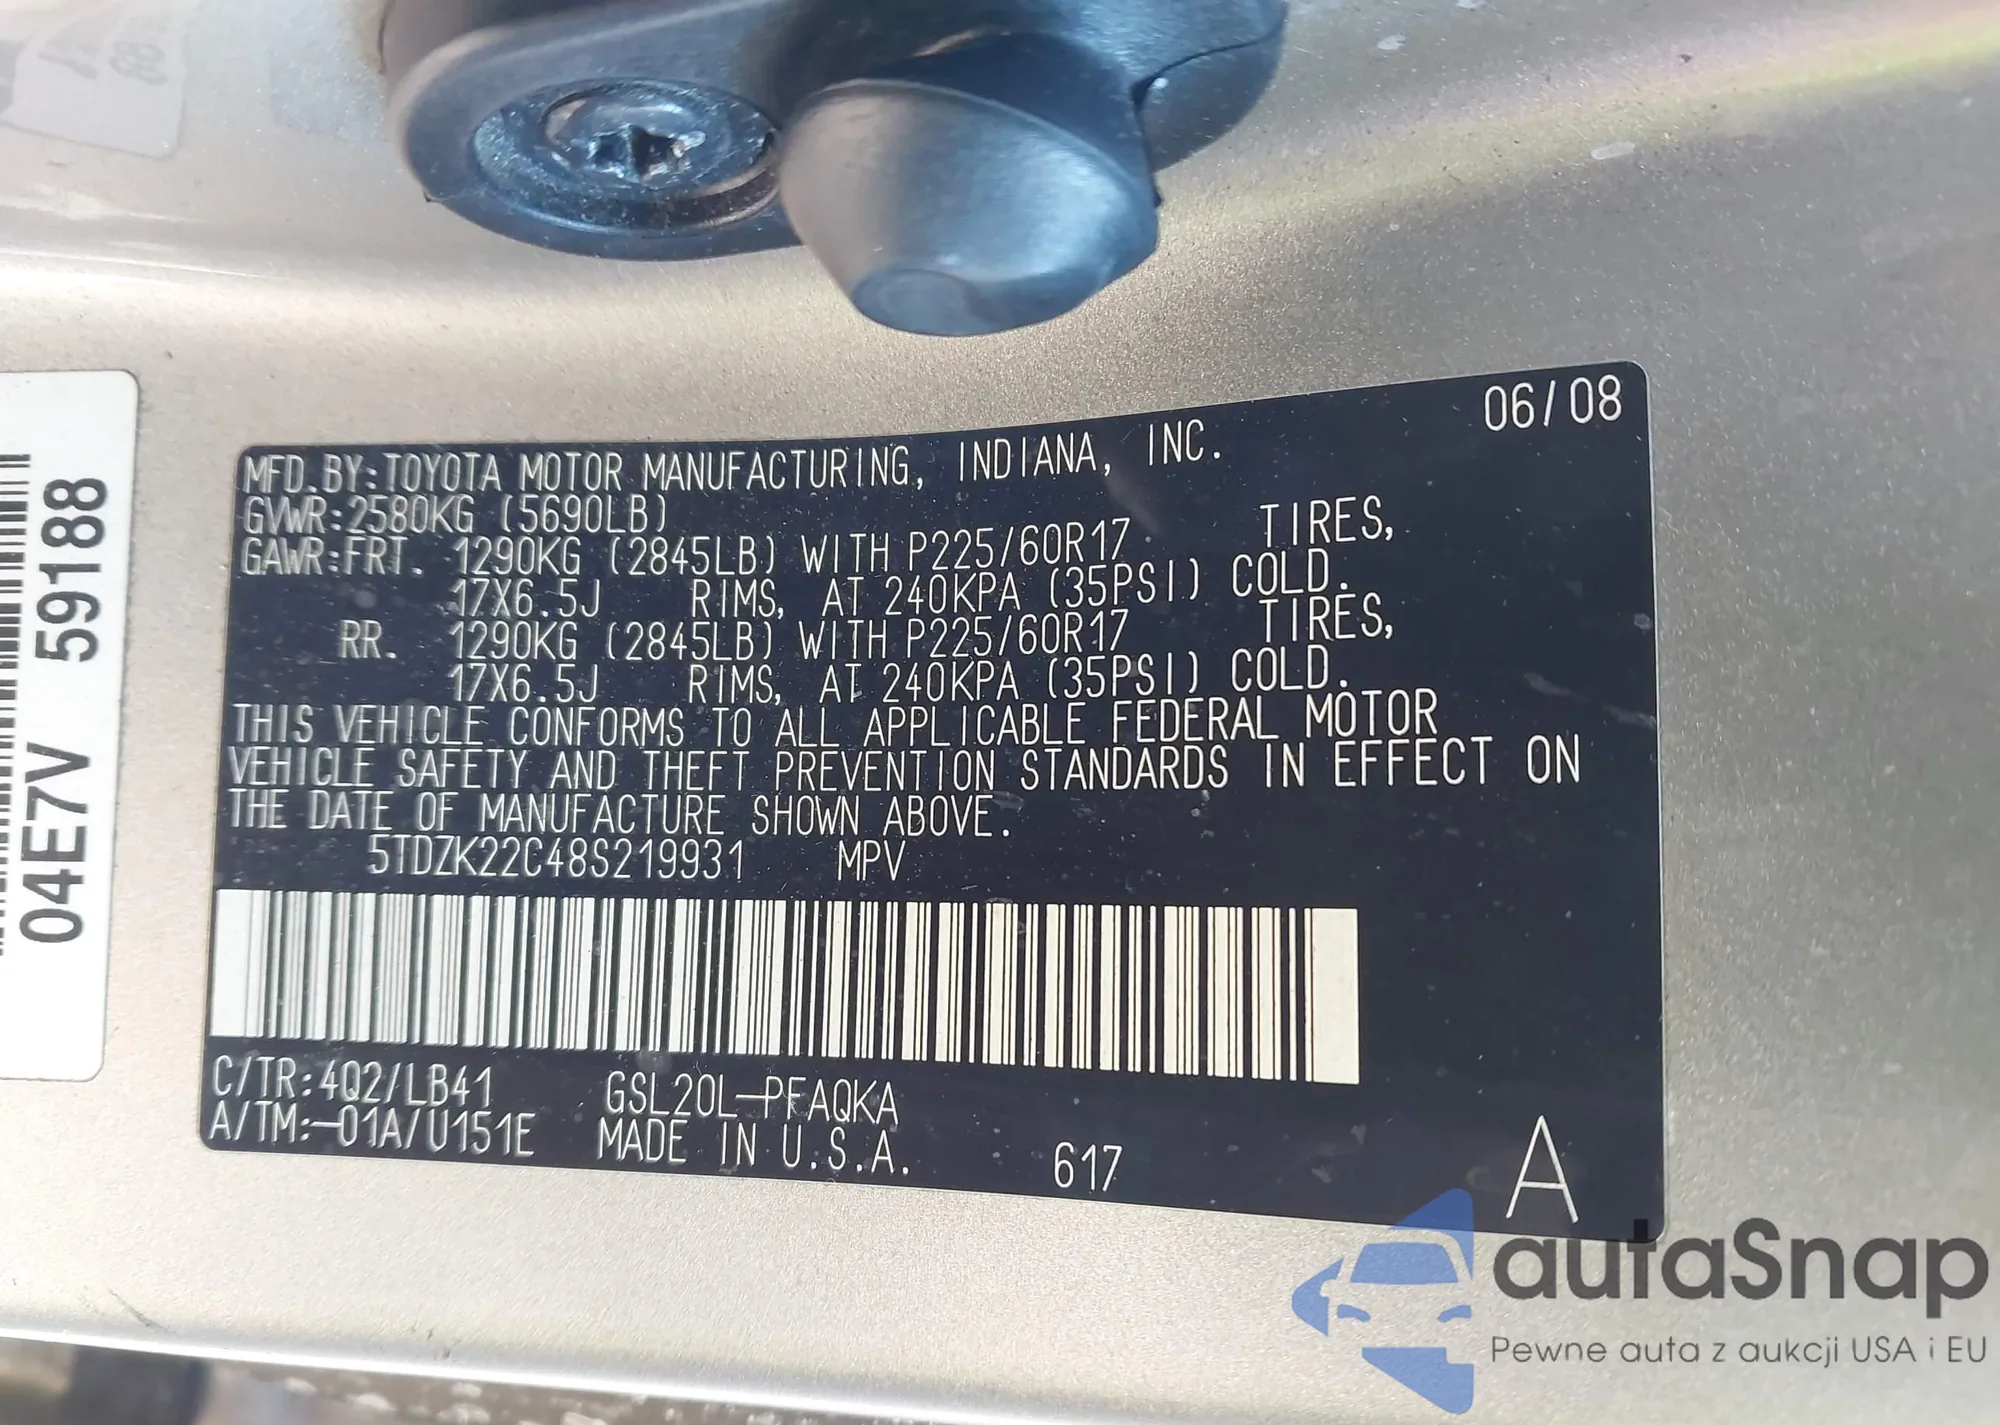 06/08
MFD.BY:TOYOTA MOTOR MANUFACTURING, INDIANA, INC.
GVWR:2580KG (5690LB)
GAWR:FRT. 1290KG (2845LB) WITH P225/60R17 TIRES,
17X6.5J RIMS, AT 240KPA (35PSI) COLD.
RR. 1290KG (2845LB) WITH P225/60R17 TIRES,
17X6.5J RIMS, AT 240KPA (35PSI) COLD.
THIS VEHICLE CONFORMS TO ALL APPLICABLE FEDERAL MOTOR
VEHICLE SAFETY AND THEFT PREVENTION STANDARDS IN EFFECT ON
THE DATE OF MANUFACTURE SHOWN ABOVE.
5TDZK22C48S219931 MPV
C/TR:4Q2/LB41 GSL20L-PFAQKA
A/TM:-01A/U151E MADE IN U.S.A. 617 A
04E7V 59188
autaSnap
Pewne auta z aukcji USA i EU